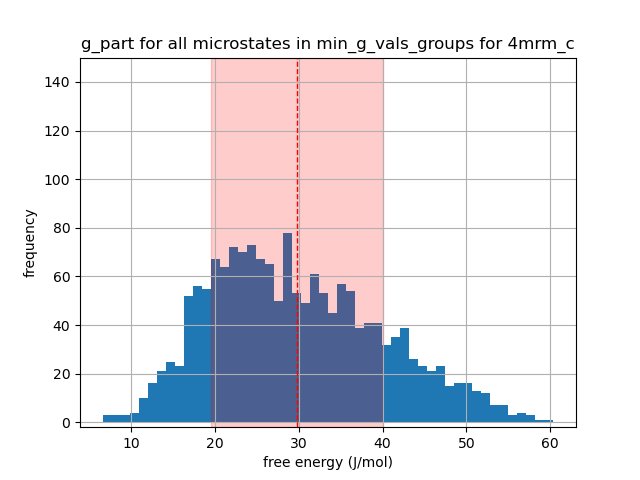 g_part for all microstates in min_g_vals_groups for 4mrm_c
140
120
100
80
60
40
20
0
frequency
10 20 30 40 50 60
free energy (J/mol)